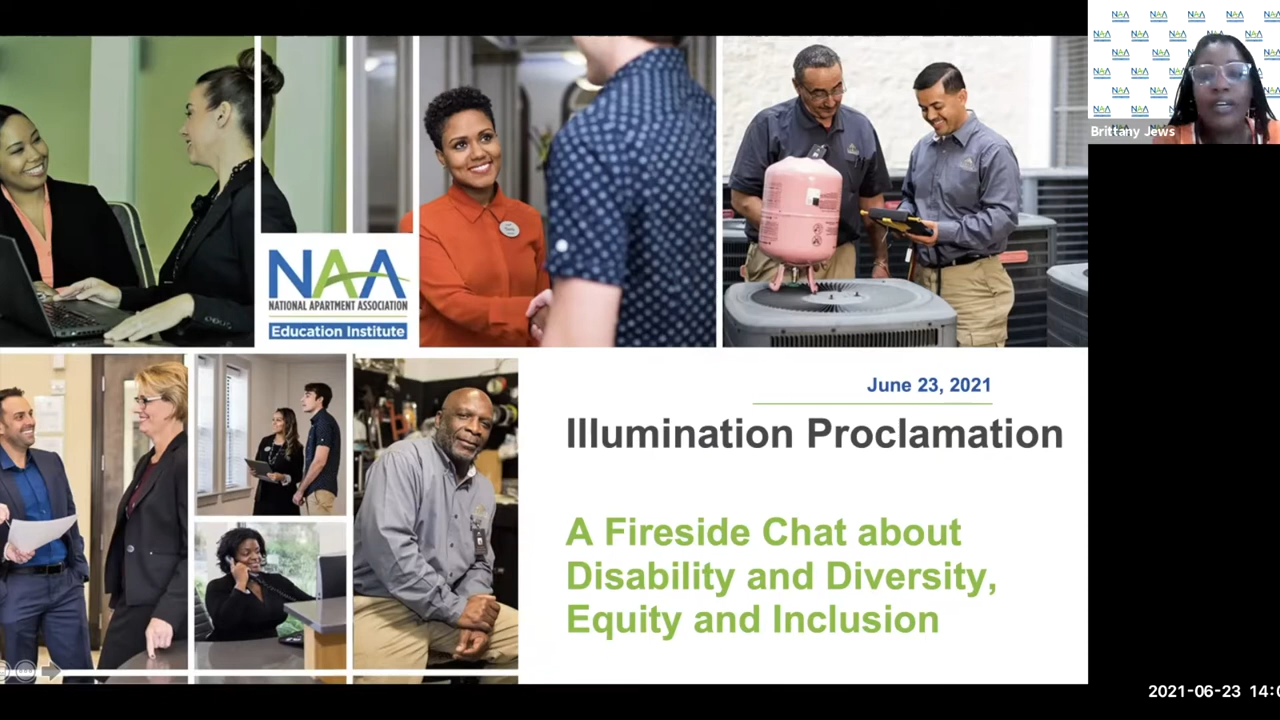 Brittany Jews
NAA
NATIONAL APARTMENT ASSOCIATION
Education Institute
June 23, 2021
Illumination Proclamation
A Fireside Chat about
Disability and Diversity,
Equity and Inclusion
2021-06-23 14:0